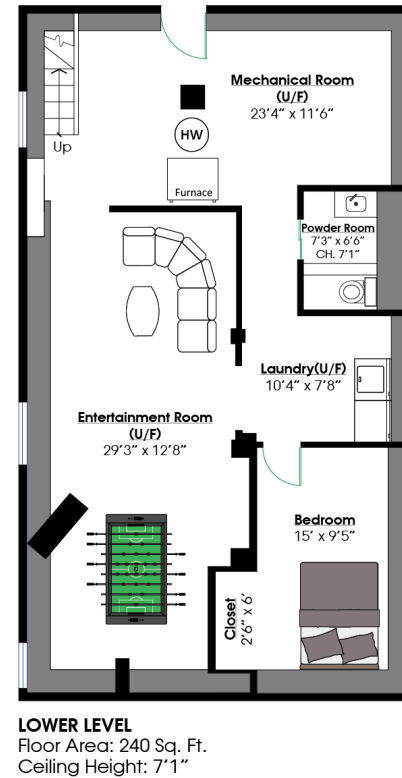 Mechanical Room
(U/F)
23'4" x 11'6"
Up
HW
Furnace
Powder Room
7'3" x 6'6"
CH. 7'1"
Laundry(U/F)
10'4" x 7'8"
Entertainment Room
(U/F)
29'3" x 12'8"
Bedroom
15' x 9'5"
Closet
2'6" x 6'
LOWER LEVEL
Floor Area: 240 Sq. Ft.
Ceiling Height: 7'1"